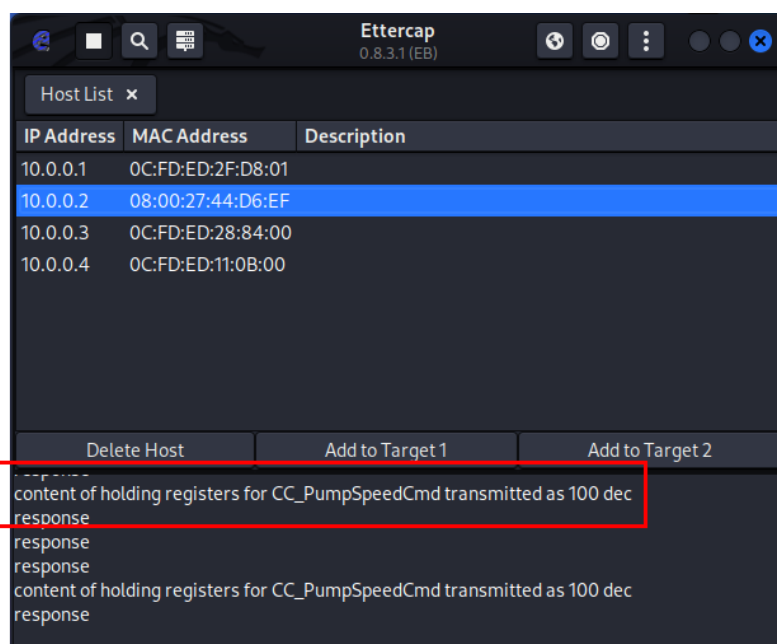 Ettercap
0.8.3.1 (EB)
Host List ×
IP Address MAC Address Description
10.0.0.1 0C:FD:ED:2F:D8:01
10.0.0.2 08:00:27:44:D6:EF
10.0.0.3 0C:FD:ED:28:84:00
10.0.0.4 0C:FD:ED:11:0B:00
Delete Host Add to Target 1 Add to Target 2
response
content of holding registers for CC_PumpSpeedCmd transmitted as 100 dec
response
response
response
content of holding registers for CC_PumpSpeedCmd transmitted as 100 dec
response